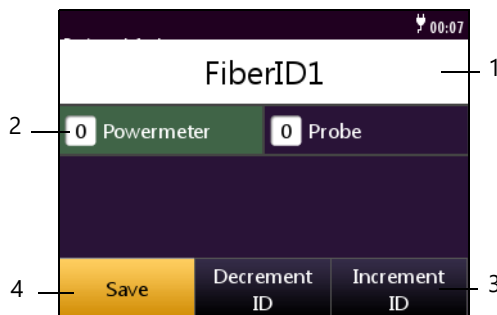 00:07
FiberID1
1
2
0 Powermeter
0 Probe
4
Save
Decrement
ID
Increment
ID
3